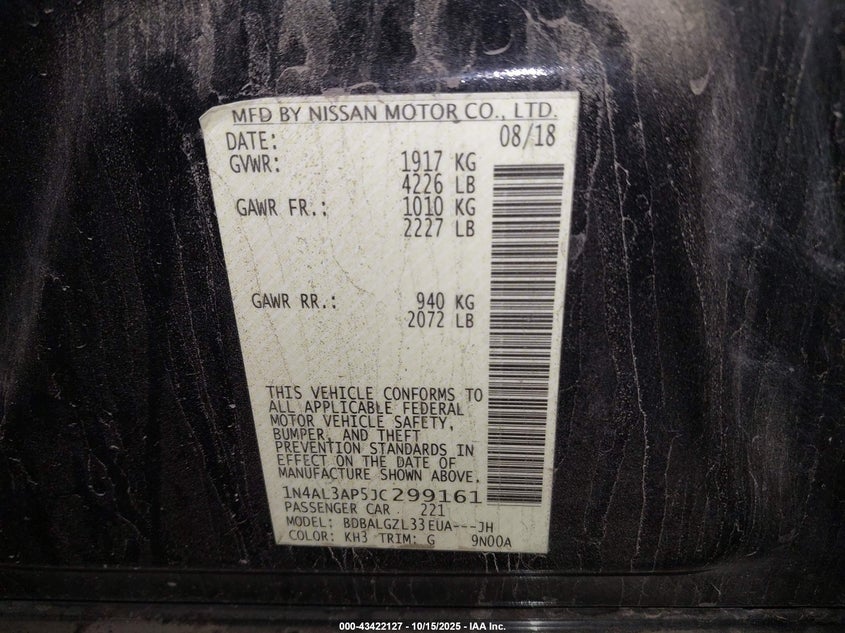 MFD BY NISSAN MOTOR CO., LTD.
DATE: 08/18
GVWR: 1917 KG
4226 LB
GAWR FR.: 1010 KG
2227 LB
GAWR RR.: 940 KG
2072 LB
THIS VEHICLE CONFORMS TO
ALL APPLICABLE FEDERAL
MOTOR VEHICLE SAFETY,
BUMPER, AND THEFT
PREVENTION STANDARDS IN
EFFECT ON THE DATE OF
MANUFACTURE SHOWN ABOVE.
1N4AL3AP5JC299161
PASSENGER CAR 221
MODEL: BDBALGZL33EUA---JH
COLOR: KH3 TRIM: G 9N00A
000-43422127 - 10/15/2025 - IAA Inc.